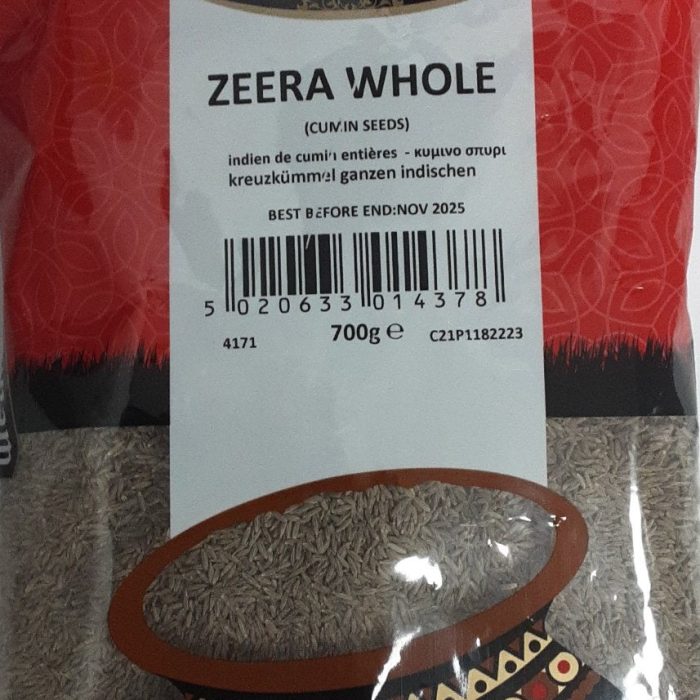 ZEERA WHOLE
(CUMIN SEEDS)
indien de cumin entières - κυμινο σπυρι
kreuzkümmel ganzen indischen
BEST BEFORE END:NOV 2025
5 020633 014378
4171 700g ℮ C21P1182223